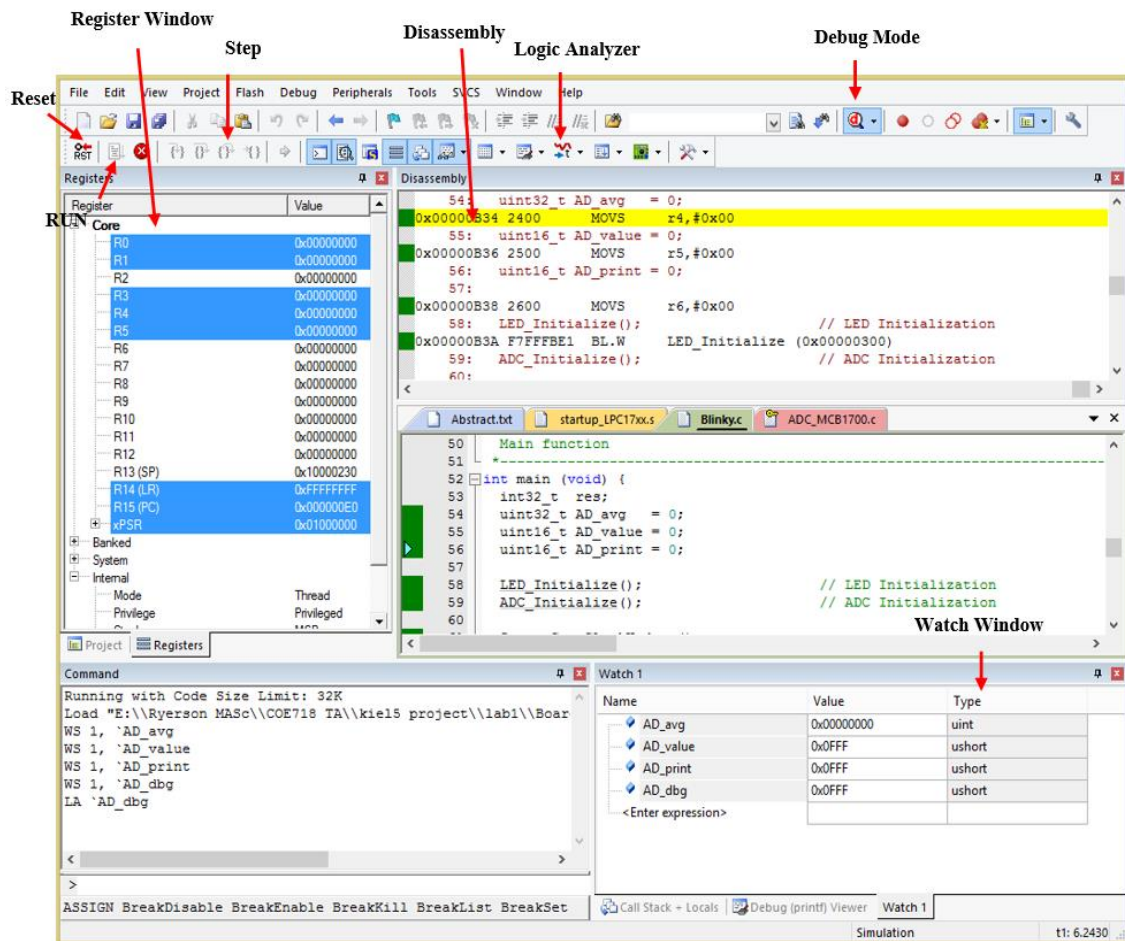 Register Window
Step
Disassembly
Logic Analyzer
Debug Mode
Reset
RUN
File Edit View Project Flash Debug Peripherals Tools SVCS Window Help
RST
Registers
Register Value
Core
R0 0x00000000
R1 0x00000000
R2 0x00000000
R3 0x00000000
R4 0x00000000
R5 0x00000000
R6 0x00000000
R7 0x00000000
R8 0x00000000
R9 0x00000000
R10 0x00000000
R11 0x00000000
R12 0x00000000
R13 (SP) 0x10000230
R14 (LR) 0xFFFFFFFF
R15 (PC) 0x000000E0
xPSR 0x01000000
Banked
System
Internal
Mode Thread
Privilege Privileged
Project Registers
Disassembly
54: uint32_t AD_avg = 0;
0x00000B34 2400 MOVS r4,#0x00
55: uint16_t AD_value = 0;
0x00000B36 2500 MOVS r5,#0x00
56: uint16_t AD_print = 0;
57:
0x00000B38 2600 MOVS r6,#0x00
58: LED_Initialize(); // LED Initialization
0x00000B3A F7FFFBE1 BL.W LED_Initialize (0x00000300)
59: ADC_Initialize(); // ADC Initialization
60:
Abstract.txt startup_LPC17xx.s Blinky.c ADC_MCB1700.c
50 Main function
51 *----------------------------------------------------------------------------
52 int main (void) {
53 int32_t res;
54 uint32_t AD_avg = 0;
55 uint16_t AD_value = 0;
56 uint16_t AD_print = 0;
57
58 LED_Initialize(); // LED Initialization
59 ADC_Initialize(); // ADC Initialization
60
Watch Window
Command
Running with Code Size Limit: 32K
Load "E:\\Ryerson MASc\\COE718 TA\\kiel5 project\\lab1\\Boar
WS 1, `AD_avg
WS 1, `AD_value
WS 1, `AD_print
WS 1, `AD_dbg
LA `AD_dbg
>
ASSIGN BreakDisable BreakEnable BreakKill BreakList BreakSet
Watch 1
Name Value Type
AD_avg 0x00000000 uint
AD_value 0x0FFF ushort
AD_print 0x0FFF ushort
AD_dbg 0x0FFF ushort
<Enter expression>
Call Stack + Locals Debug (printf) Viewer Watch 1
Simulation t1: 6.2430